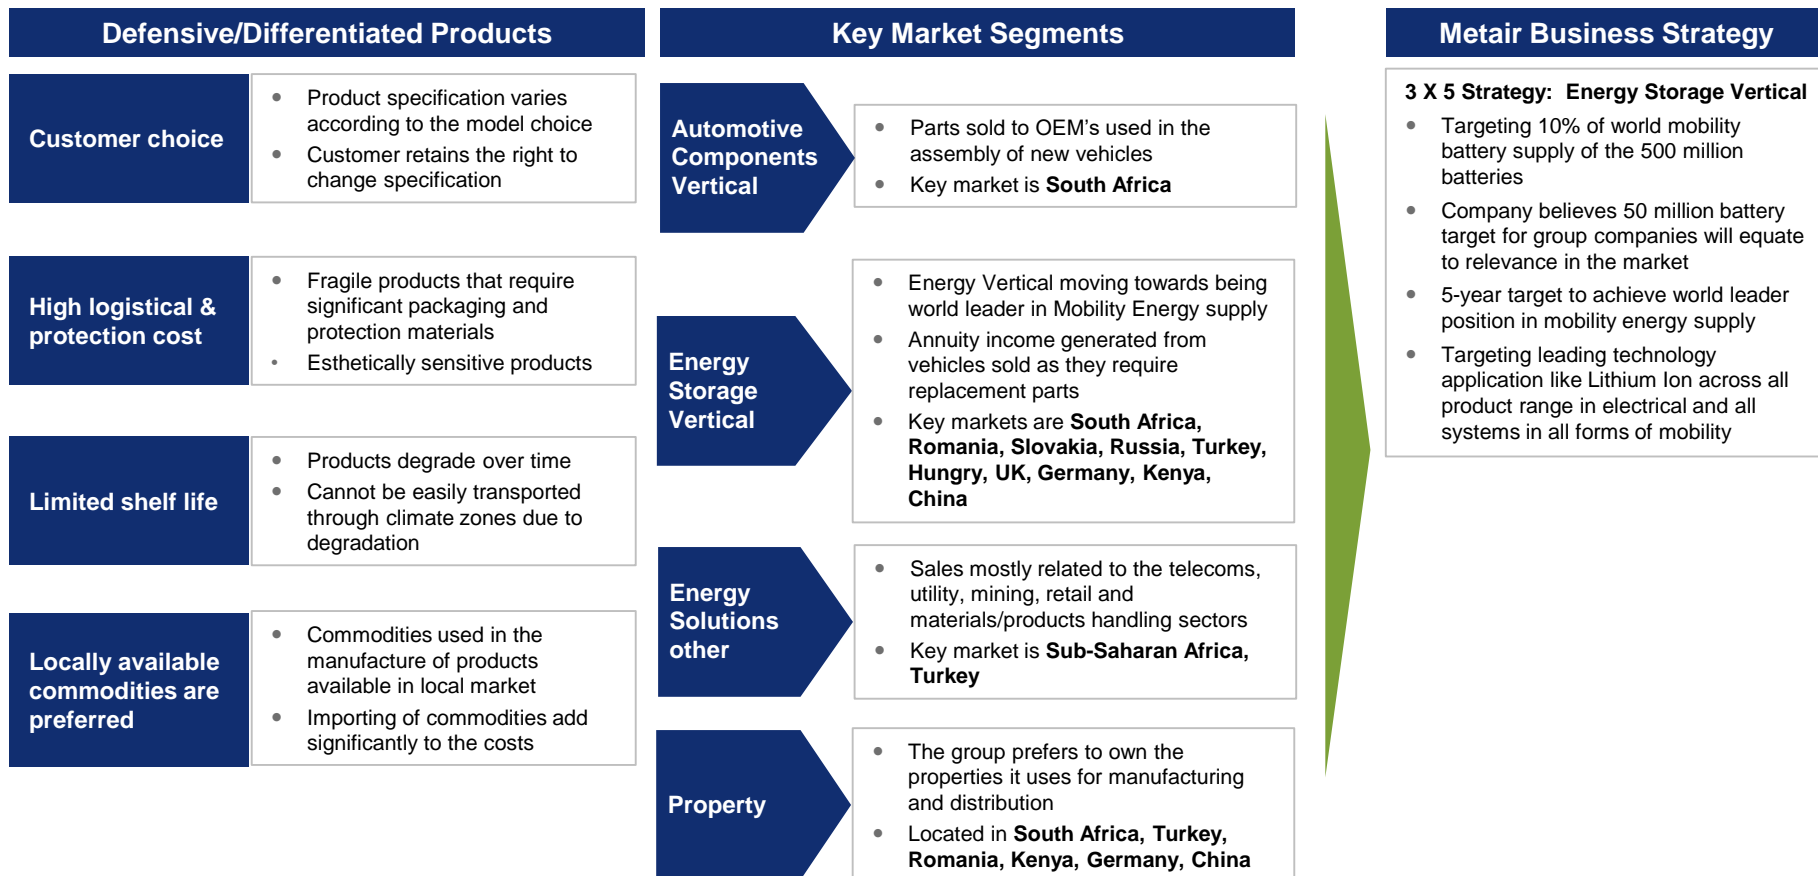 Defensive/Differentiated Products
Customer choice
• Product specification varies
according to the model choice
• Customer retains the right to
change specification
High logistical &
protection cost
• Fragile products that require
significant packaging and
protection materials
• Esthetically sensitive products
Limited shelf life
• Products degrade over time
• Cannot be easily transported
through climate zones due to
degradation
Locally available
commodities are
preferred
• Commodities used in the
manufacture of products
available in local market
• Importing of commodities add
significantly to the costs
Key Market Segments
Automotive
Components
Vertical
• Parts sold to OEM's used in the
assembly of new vehicles
• Key market is South Africa
Energy
Storage
Vertical
• Energy Vertical moving towards being
world leader in Mobility Energy supply
• Annuity income generated from
vehicles sold as they require
replacement parts
• Key markets are South Africa,
Romania, Slovakia, Russia, Turkey,
Hungry, UK, Germany, Kenya,
China
Energy
Solutions
other
• Sales mostly related to the telecoms,
utility, mining, retail and
materials/products handling sectors
• Key market is Sub-Saharan Africa,
Turkey
Property
• The group prefers to own the
properties it uses for manufacturing
and distribution
• Located in South Africa, Turkey,
Romania, Kenya, Germany, China
Metair Business Strategy
3 X 5 Strategy: Energy Storage Vertical
• Targeting 10% of world mobility
battery supply of the 500 million
batteries
• Company believes 50 million battery
target for group companies will equate
to relevance in the market
• 5-year target to achieve world leader
position in mobility energy supply
• Targeting leading technology
application like Lithium Ion across all
product range in electrical and all
systems in all forms of mobility